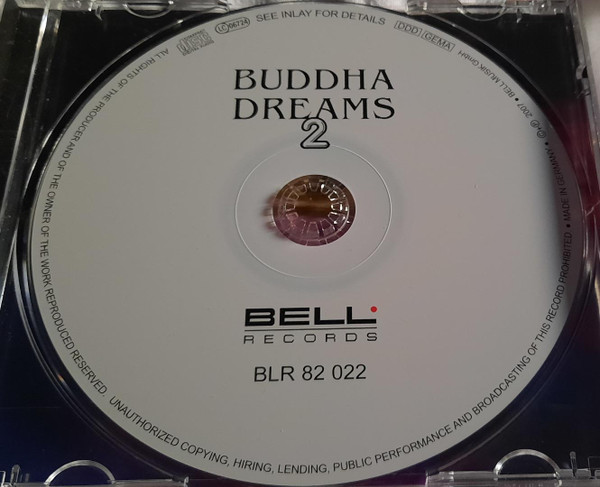 BUDDHA
DREAMS
2
BELL
RECORDS
BLR 82 022
LC 06724
SEE INLAY FOR DETAILS
DDD GEMA
©℗ 2007 • BELL MUSIK GMBH • MADE IN GERMANY •
ALL RIGHTS OF THE PRODUCER AND OF THE OWNER OF THE WORK REPRODUCED RESERVED. UNAUTHORIZED COPYING, HIRING, LENDING, PUBLIC PERFORMANCE AND BROADCASTING OF THIS RECORD PROHIBITED